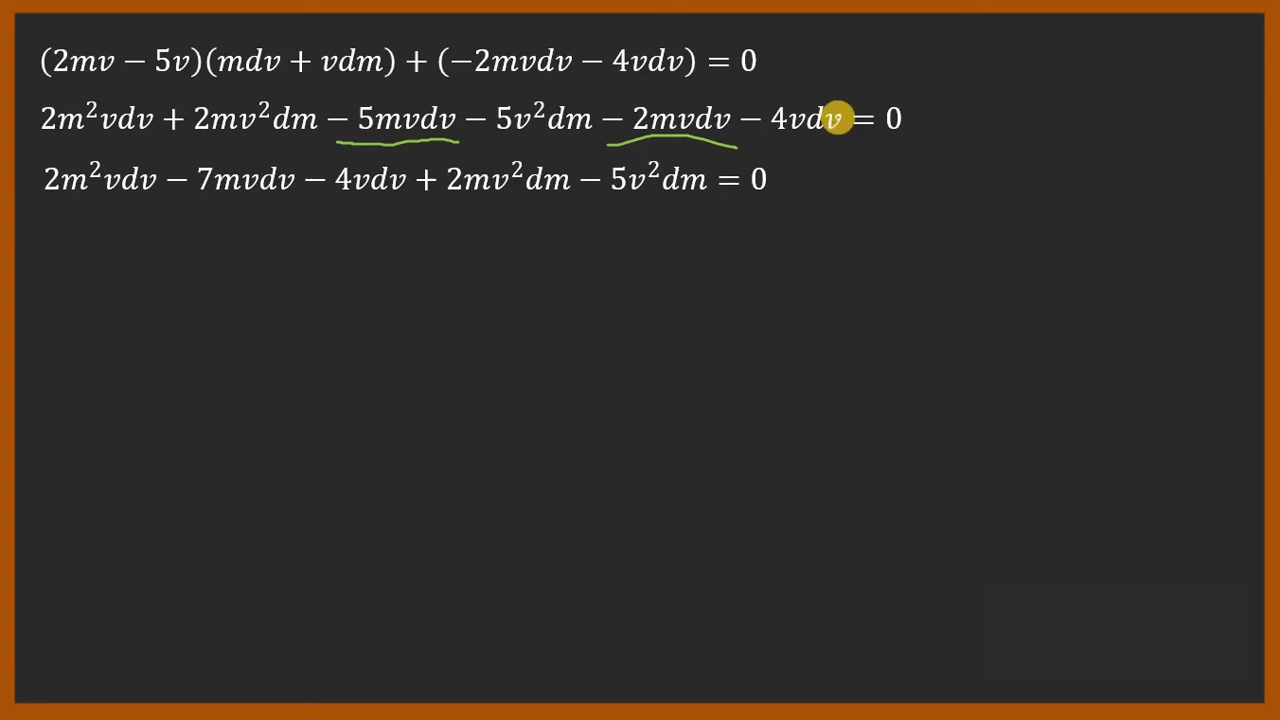 (2mv − 5v)(mdv + vdm) + (−2mvdv − 4vdv) = 0
2m²vdv + 2mv²dm − 5mvdv − 5v²dm − 2mvdv − 4vdv = 0
2m²vdv − 7mvdv − 4vdv + 2mv²dm − 5v²dm = 0